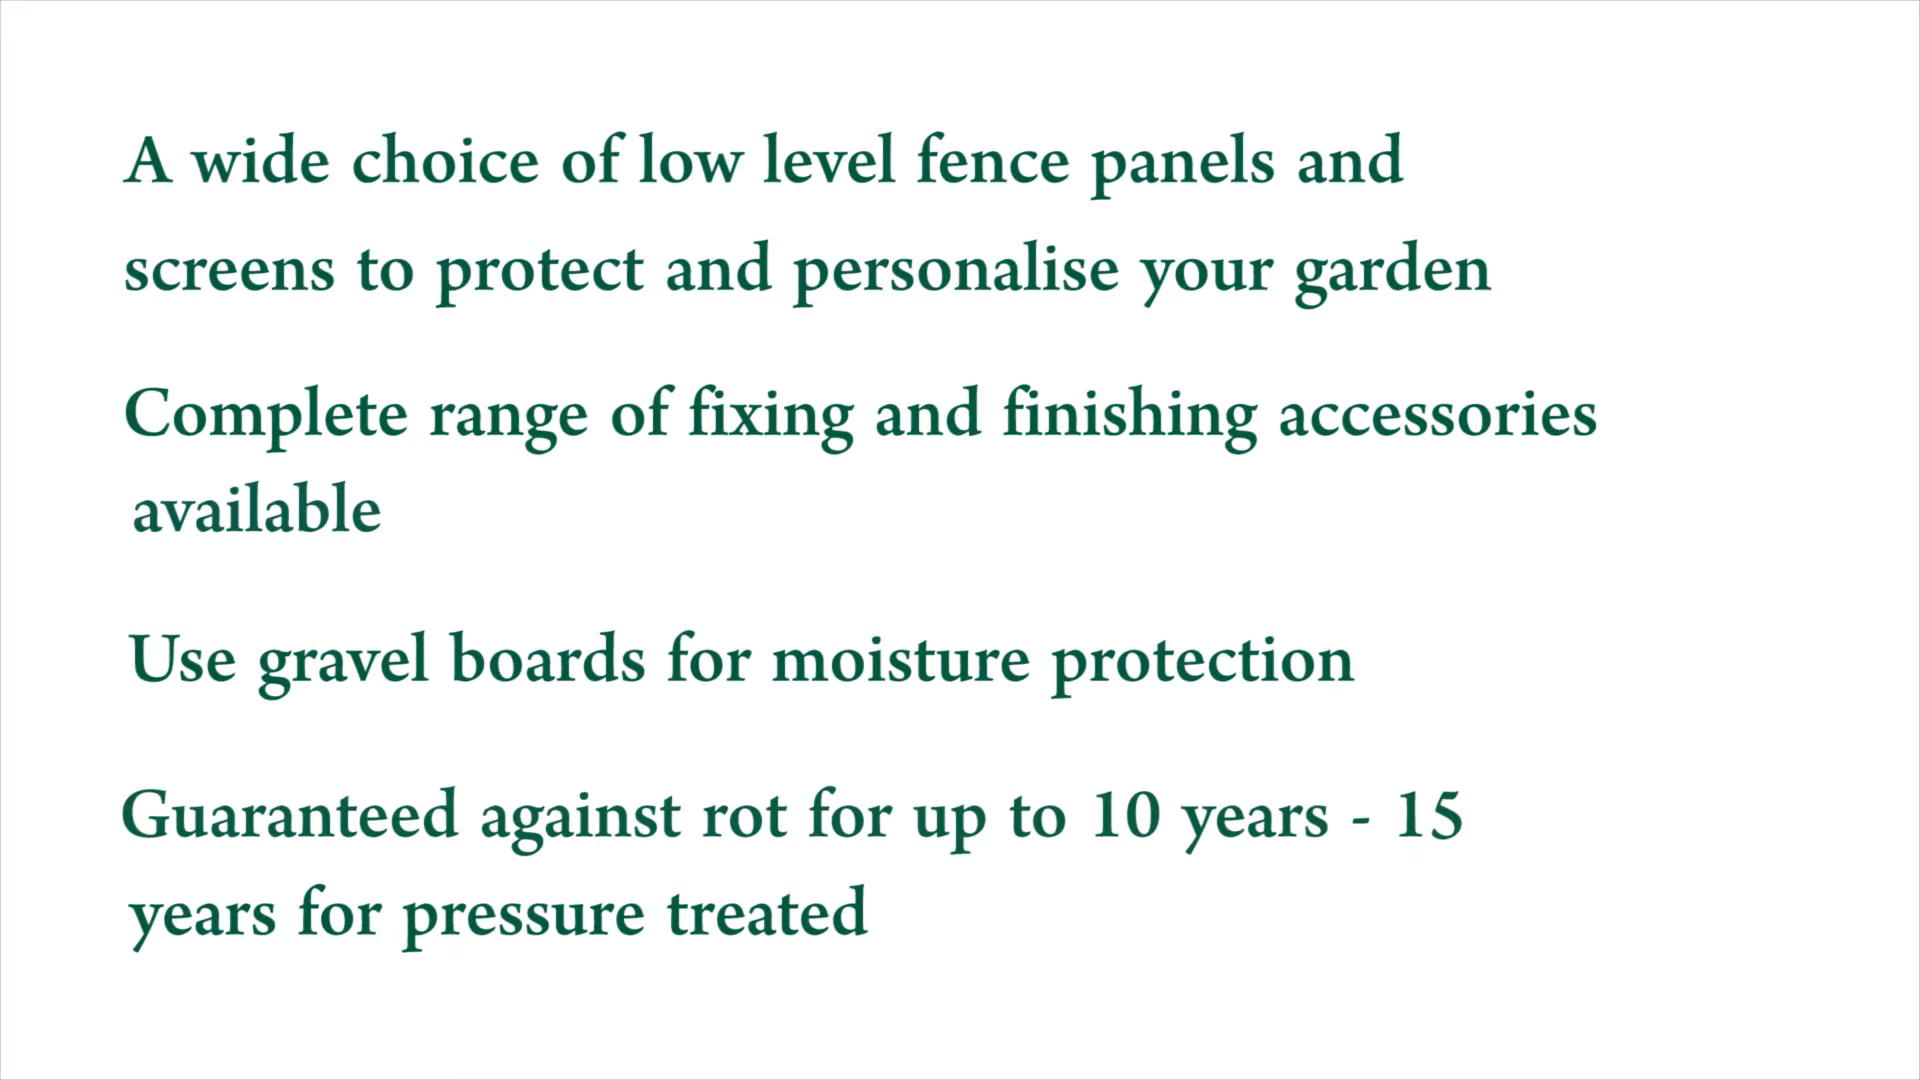 A wide choice of low level fence panels and
screens to protect and personalise your garden
Complete range of fixing and finishing accessories
available
Use gravel boards for moisture protection
Guaranteed against rot for up to 10 years - 15
years for pressure treated